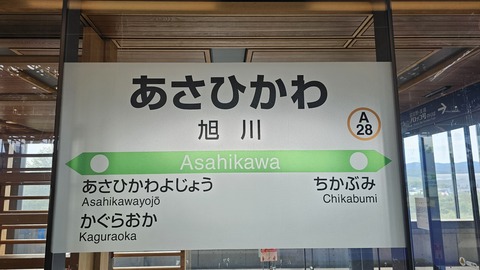 あさひかわ
旭川
A
28
Asahikawa
あさひかわよじょう
Asahikawayojō
ちかぶみ
Chikabumi
かぐらおか
Kaguraoka